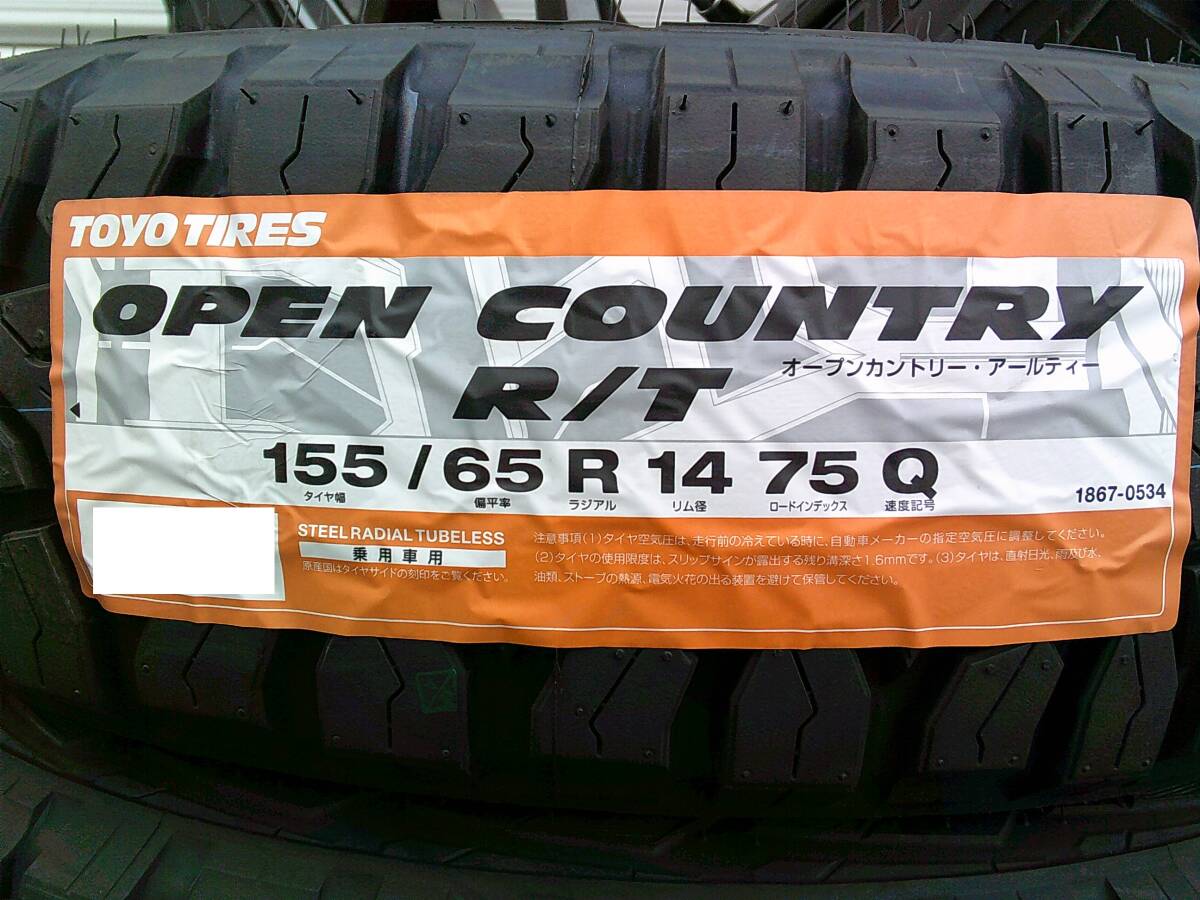 TOYO TIRES
OPEN COUNTRY
R/T
オープンカントリー・アールティー
155 / 65 R 14 75 Q
タイヤ幅 偏平率 ラジアル リム径 ロードインデックス 速度記号
1867-0534
STEEL RADIAL TUBELESS
乗用車用
原産国はタイヤサイドの刻印をご覧ください。
注意事項(1)タイヤ空気圧は、走行前の冷えている時に、自動車メーカーの指定空気圧に調整してください。
(2)タイヤの使用限度は、スリップサインが露出する残り溝深さ1.6mmです。(3)タイヤは、直射日光、雨及び水、
油類、ストーブの熱源、電気火花の出る装置を避けて保管してください。